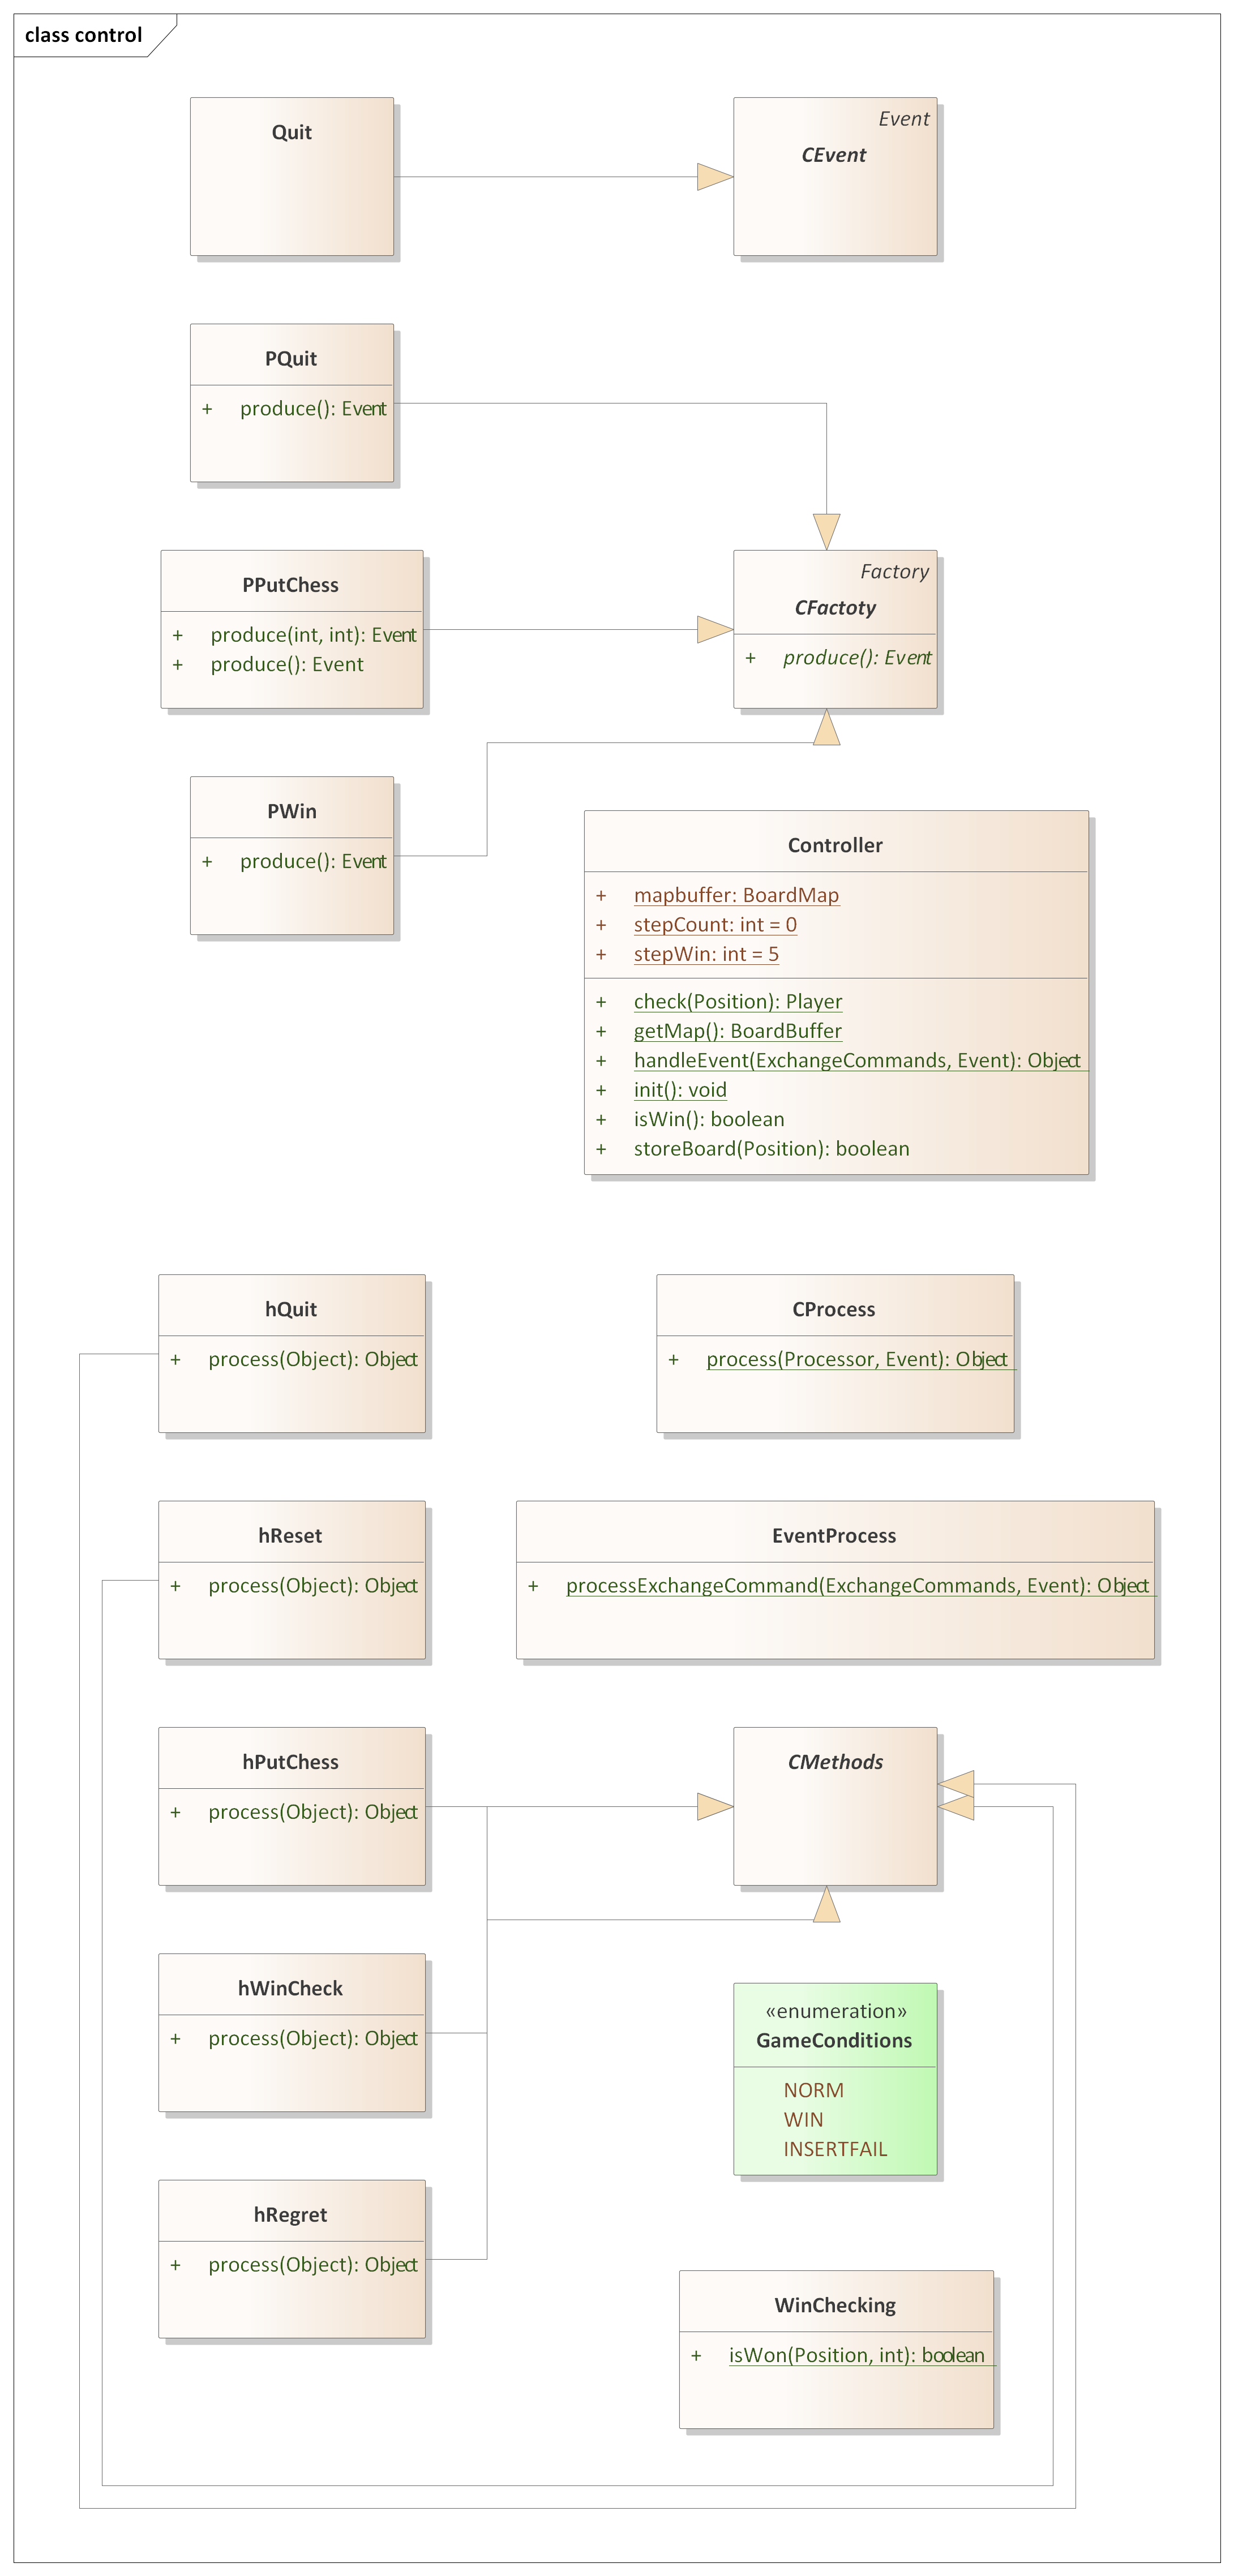 class control
Quit
Event
CEvent
PQuit
+ produce(): Event
PPutChess
+ produce(int, int): Event
+ produce(): Event
Factory
CFactoty
+ produce(): Event
PWin
+ produce(): Event
Controller
+ mapbuffer: BoardMap
+ stepCount: int = 0
+ stepWin: int = 5
+ check(Position): Player
+ getMap(): BoardBuffer
+ handleEvent(ExchangeCommands, Event): Object
+ init(): void
+ isWin(): boolean
+ storeBoard(Position): boolean
hQuit
+ process(Object): Object
CProcess
+ process(Processor, Event): Object
hReset
+ process(Object): Object
EventProcess
+ processExchangeCommand(ExchangeCommands, Event): Object
hPutChess
+ process(Object): Object
CMethods
hWinCheck
+ process(Object): Object
«enumeration»
GameConditions
NORM
WIN
INSERTFAIL
hRegret
+ process(Object): Object
WinChecking
+ isWon(Position, int): boolean